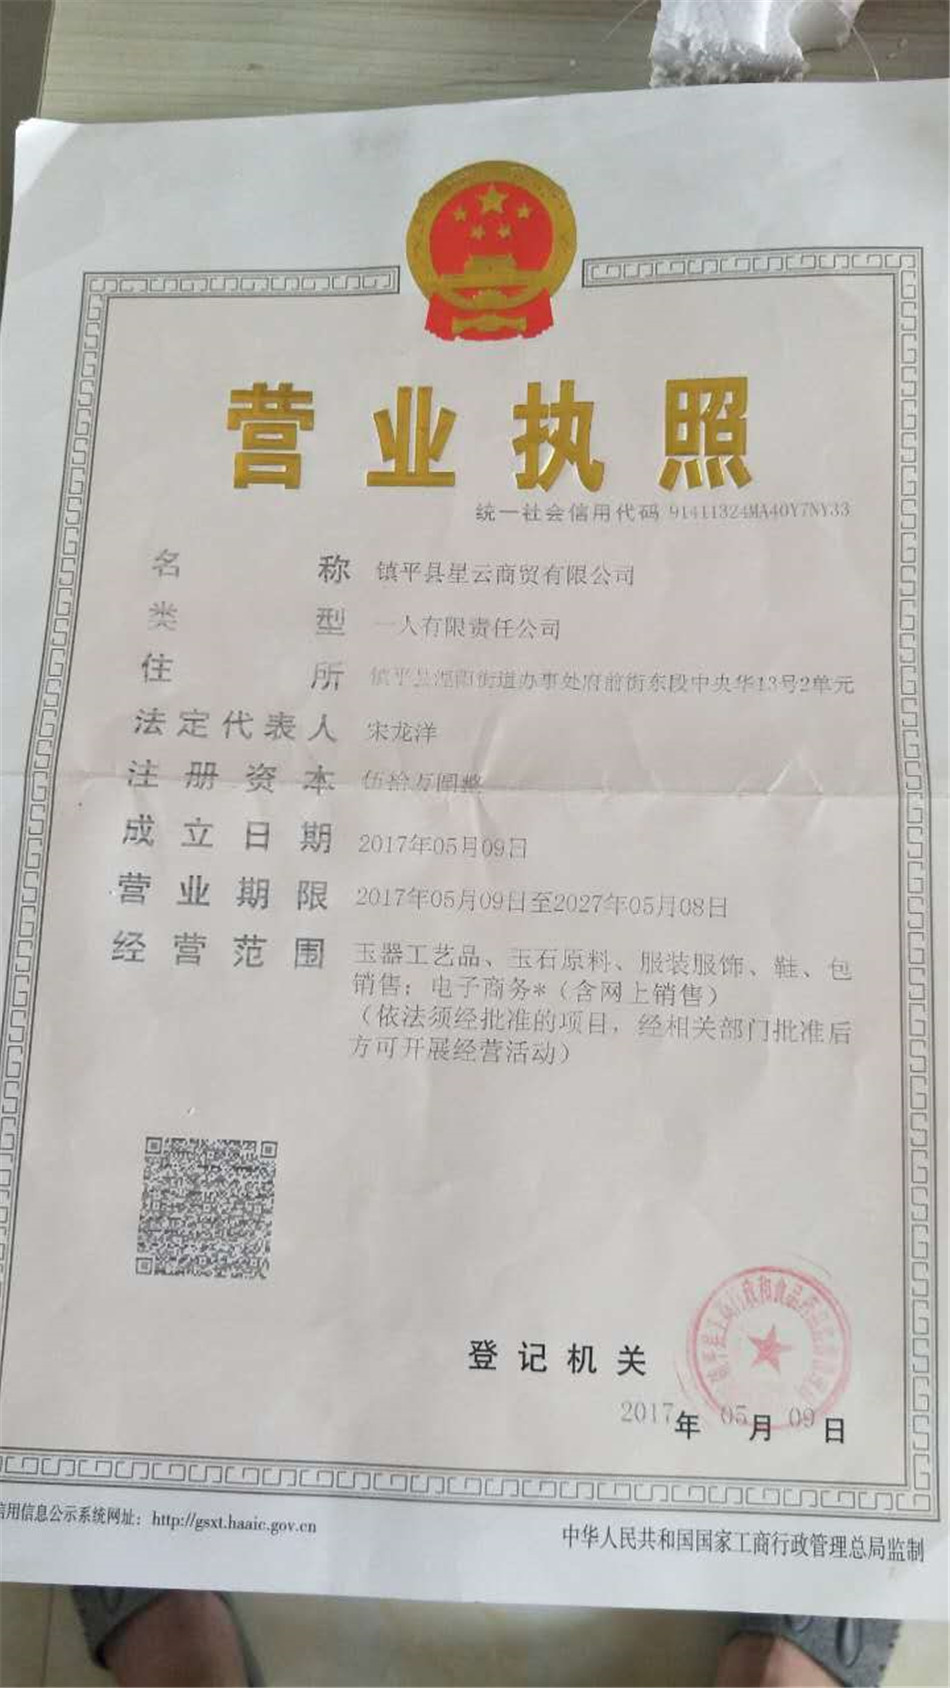 营业执照
统一社会信用代码 91411324MA40Y7NY33
名称 镇平县星云商贸有限公司
类型 一人有限责任公司
住所 镇平县涅阳街道办事处府前街东段中央华13号2单元
法定代表人 宋龙洋
注册资本 伍拾万圆整
成立日期 2017年05月09日
营业期限 2017年05月09日至2027年05月08日
经营范围 玉器工艺品、玉石原料、服装服饰、鞋、包
销售；电子商务*（含网上销售）
（依法须经批准的项目，经相关部门批准后
方可开展经营活动）
登记机关
2017年05月09日
信用信息公示系统网址：http://gsxt.haaic.gov.cn
中华人民共和国国家工商行政管理总局监制